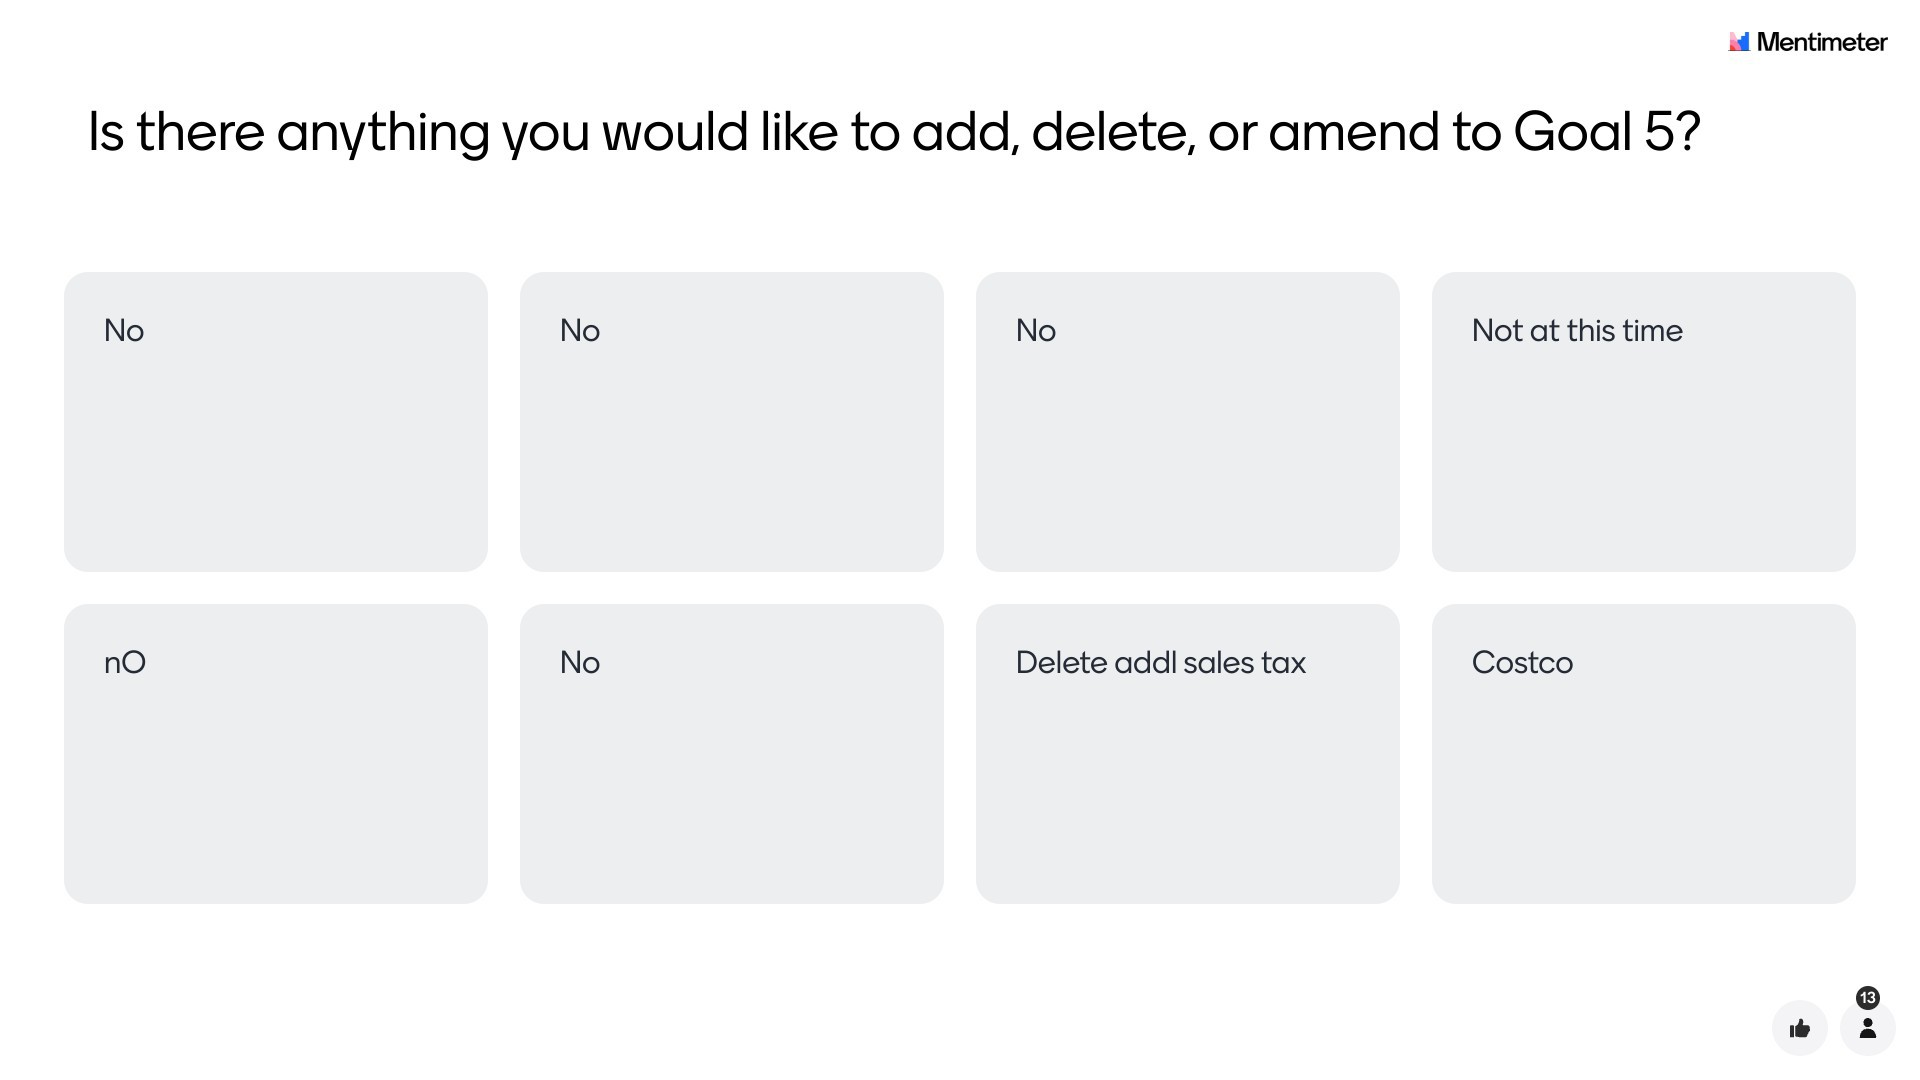 Mentimeter
Is there anything you would like to add, delete, or amend to Goal 5?
No
No
No
Not at this time
nO
No
Delete addl sales tax
Costco
13